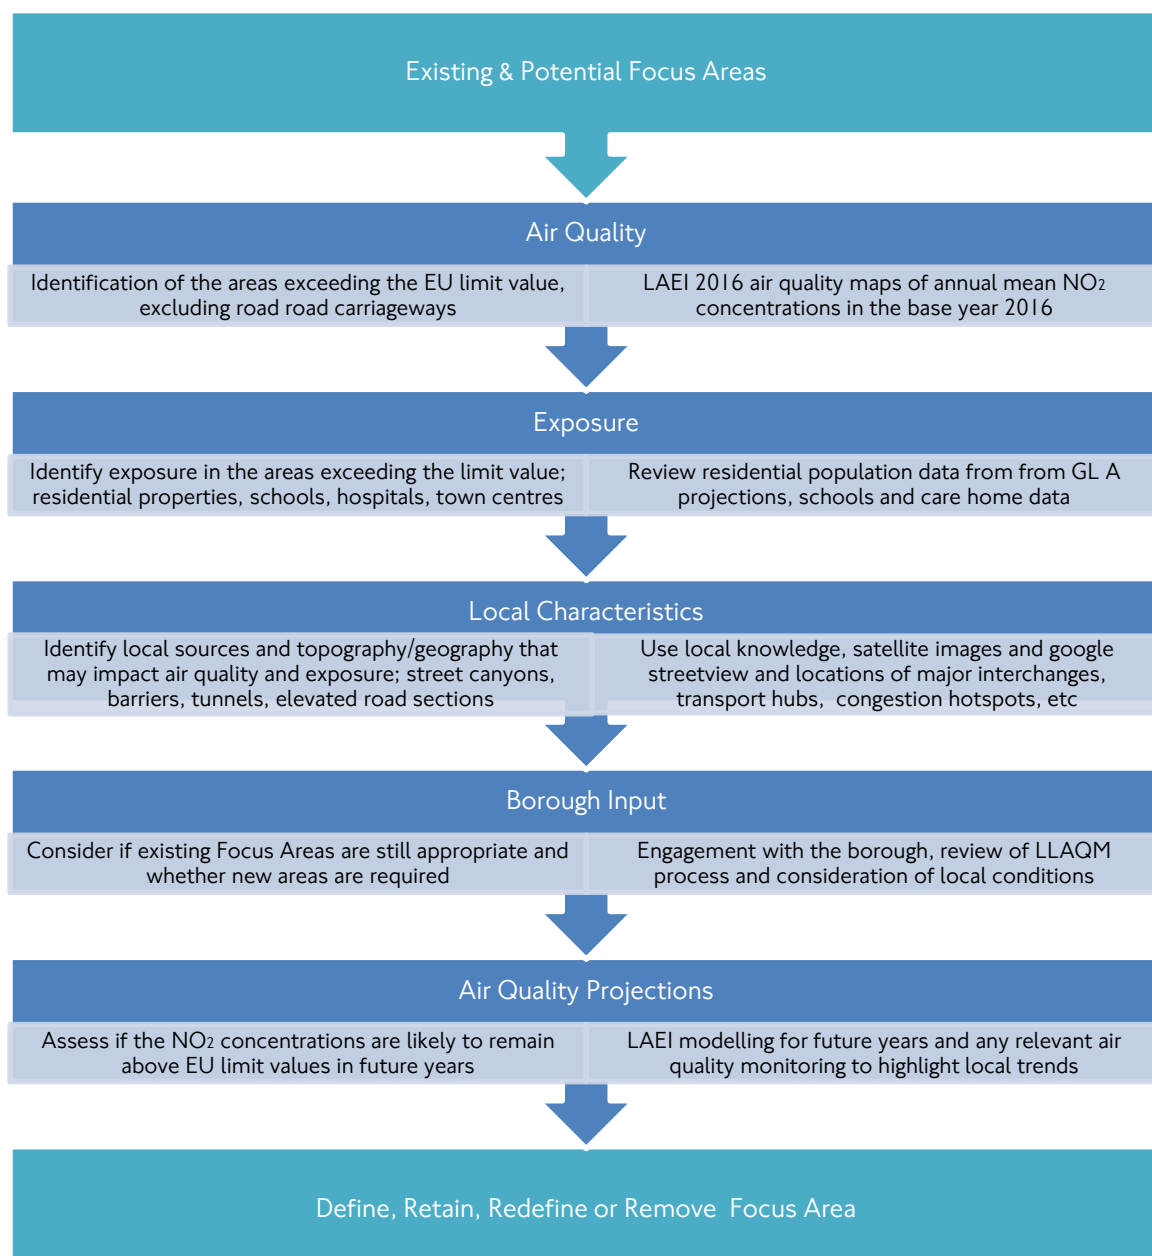 Existing & Potential Focus Areas
Air Quality
Identification of the areas exceeding the EU limit value,
excluding road road carriageways
LAEI 2016 air quality maps of annual mean NO2
concentrations in the base year 2016
Exposure
Identify exposure in the areas exceeding the limit value;
residential properties, schools, hospitals, town centres
Review residential population data from from GL A
projections, schools and care home data
Local Characteristics
Identify local sources and topography/geography that
may impact air quality and exposure; street canyons,
barriers, tunnels, elevated road sections
Use local knowledge, satellite images and google
streetview and locations of major interchanges,
transport hubs, congestion hotspots, etc
Borough Input
Consider if existing Focus Areas are still appropriate and
whether new areas are required
Engagement with the borough, review of LLAQM
process and consideration of local conditions
Air Quality Projections
Assess if the NO2 concentrations are likely to remain
above EU limit values in future years
LAEI modelling for future years and any relevant air
quality monitoring to highlight local trends
Define, Retain, Redefine or Remove Focus Area